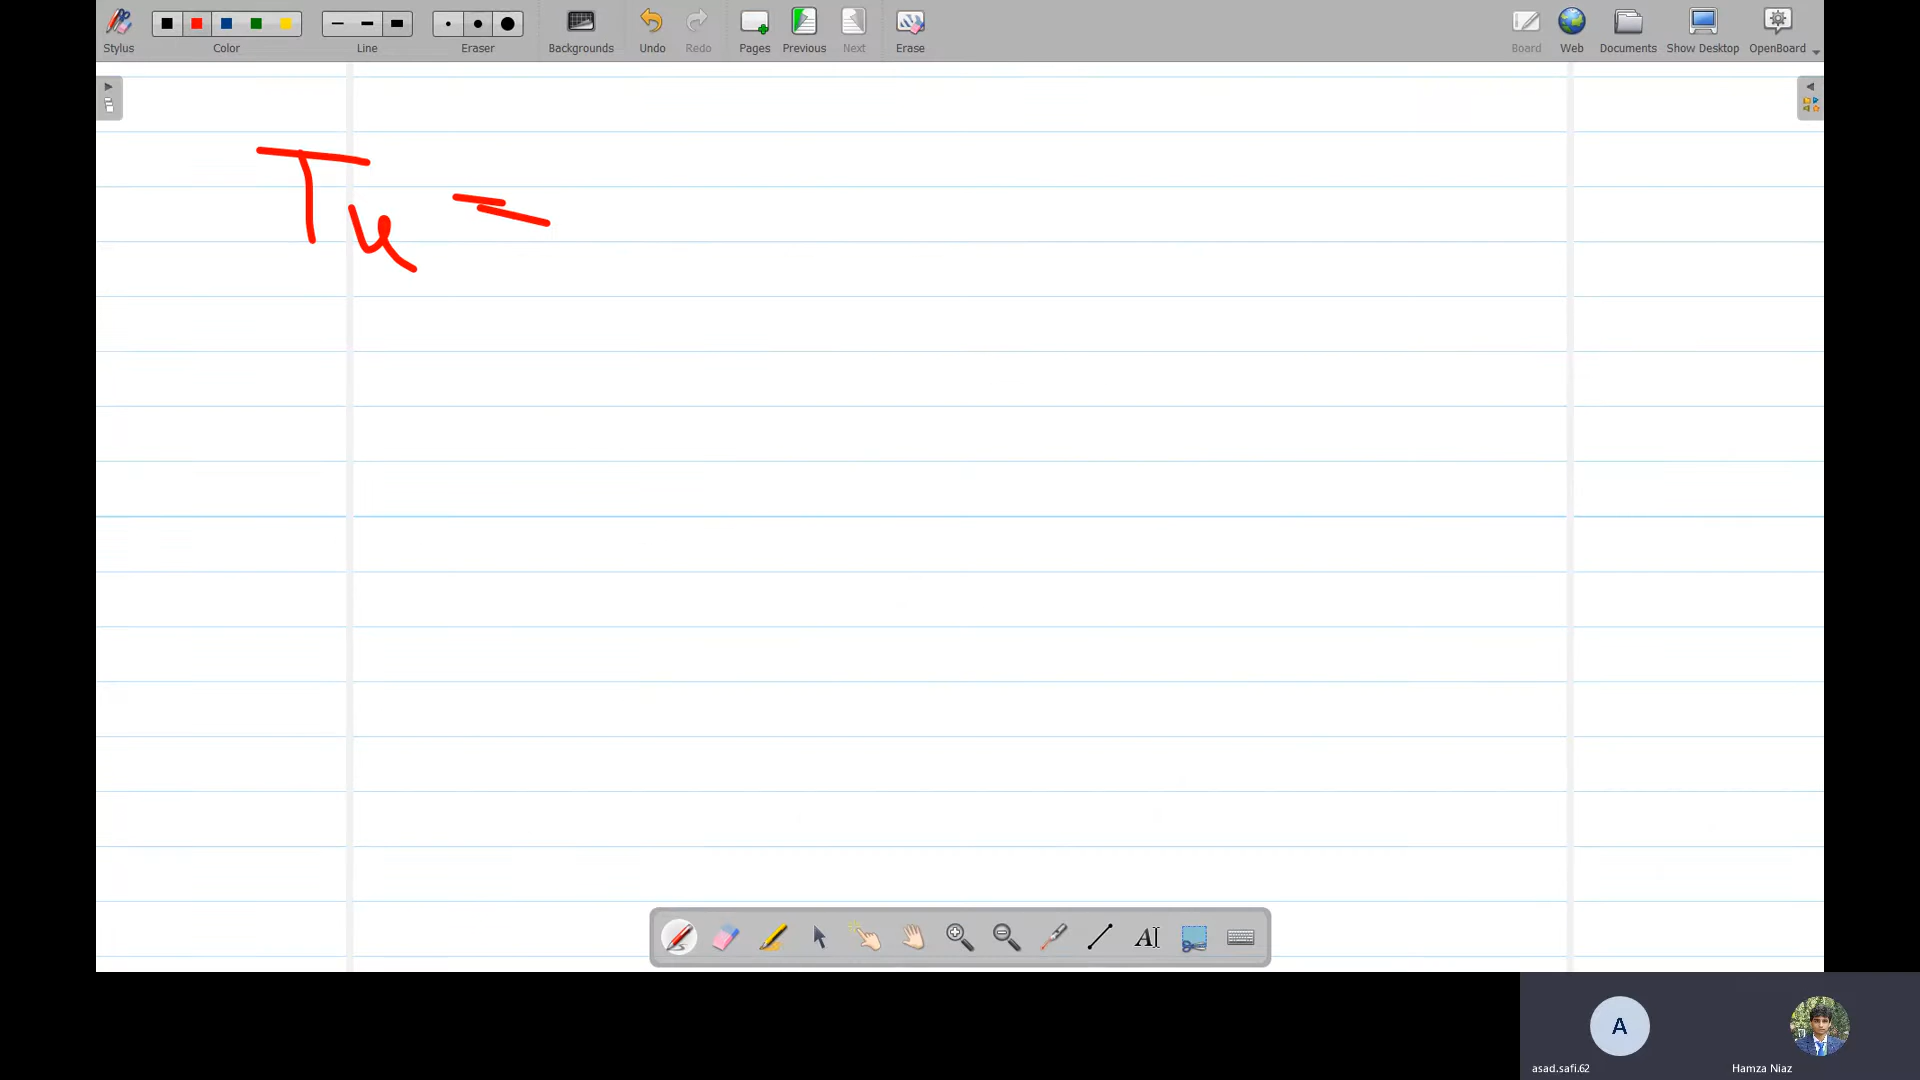 Stylus Color Line Eraser Backgrounds Undo Redo Pages Previous Next Erase Board Web Documents Show Desktop OpenBoard
T =
A
asad.safi.62 Hamza Niaz